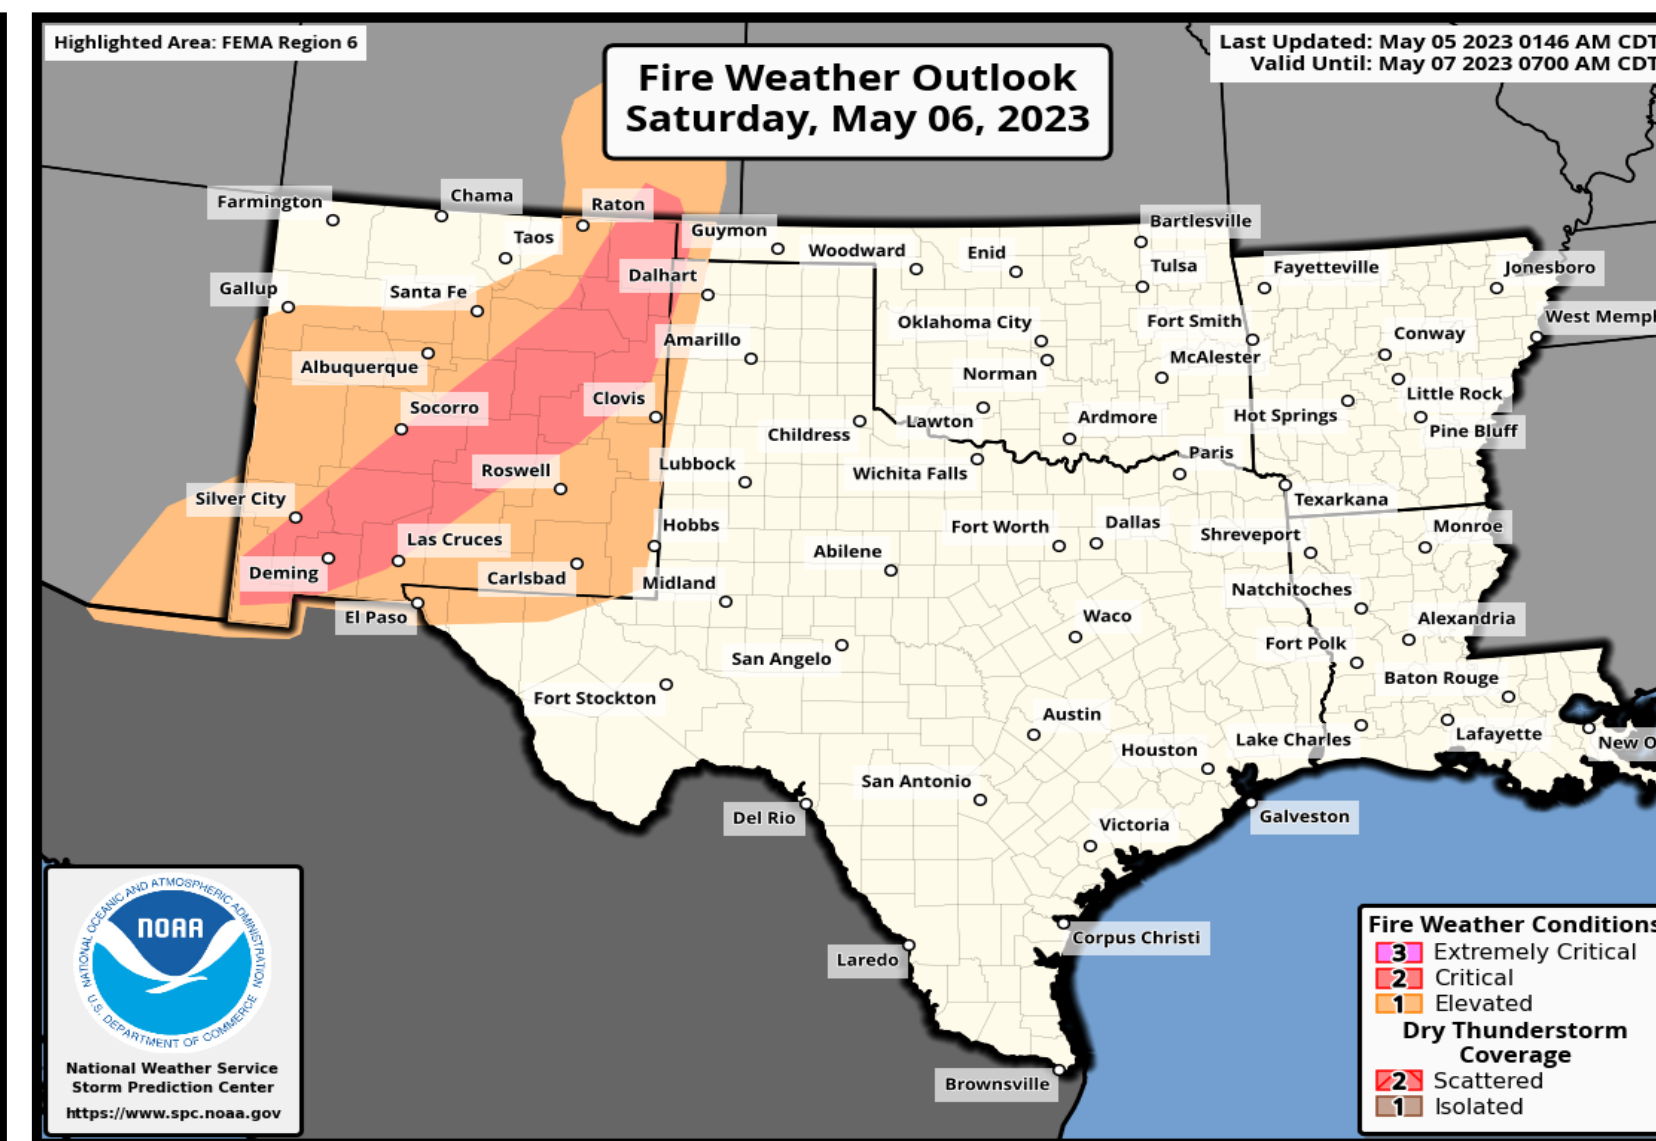 Highlighted Area: FEMA Region 6
Fire Weather Outlook
Saturday, May 06, 2023
Last Updated: May 05 2023 0146 AM CDT
Valid Until: May 07 2023 0700 AM CDT
Farmington
Chama
Raton
Taos
Guymon
Woodward
Enid
Bartlesville
Tulsa
Fayetteville
Jonesboro
Gallup
Santa Fe
Dalhart
Oklahoma City
Fort Smith
West Memp
Albuquerque
Amarillo
Norman
McAlester
Conway
Socorro
Clovis
Childress
Lawton
Ardmore
Hot Springs
Little Rock
Pine Bluff
Silver City
Roswell
Lubbock
Wichita Falls
Paris
Texarkana
Deming
Las Cruces
Carlsbad
Hobbs
Midland
Abilene
Fort Worth
Dallas
Shreveport
Monroe
El Paso
Natchitoches
Alexandria
San Angelo
Waco
Fort Polk
Baton Rouge
Fort Stockton
Austin
Houston
Lake Charles
Lafayette
New O
San Antonio
Del Rio
Victoria
Galveston
Laredo
Corpus Christi
Brownsville
NATIONAL OCEANIC AND ATMOSPHERIC ADMINISTRATION
NOAA
U.S. DEPARTMENT OF COMMERCE
National Weather Service
Storm Prediction Center
https://www.spc.noaa.gov
Fire Weather Conditions
3 Extremely Critical
2 Critical
1 Elevated
Dry Thunderstorm
Coverage
2 Scattered
1 Isolated